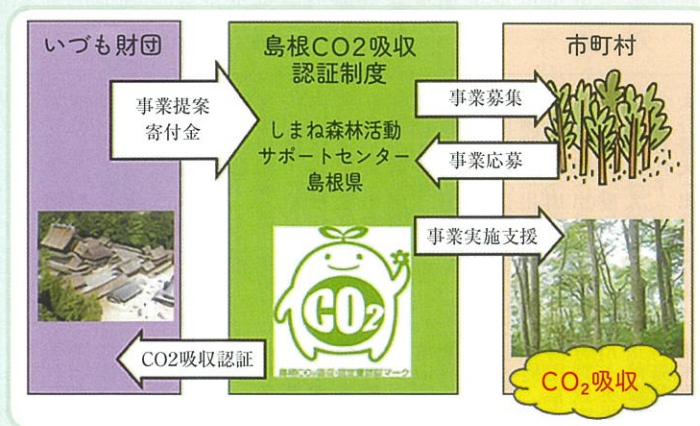 いづも財団
事業提案
寄付金
島根CO2吸収
認証制度
しまね森林活動
サポートセンター
島根県
CO2
CO2吸収認証
事業募集
事業応募
事業実施支援
市町村
CO₂吸収